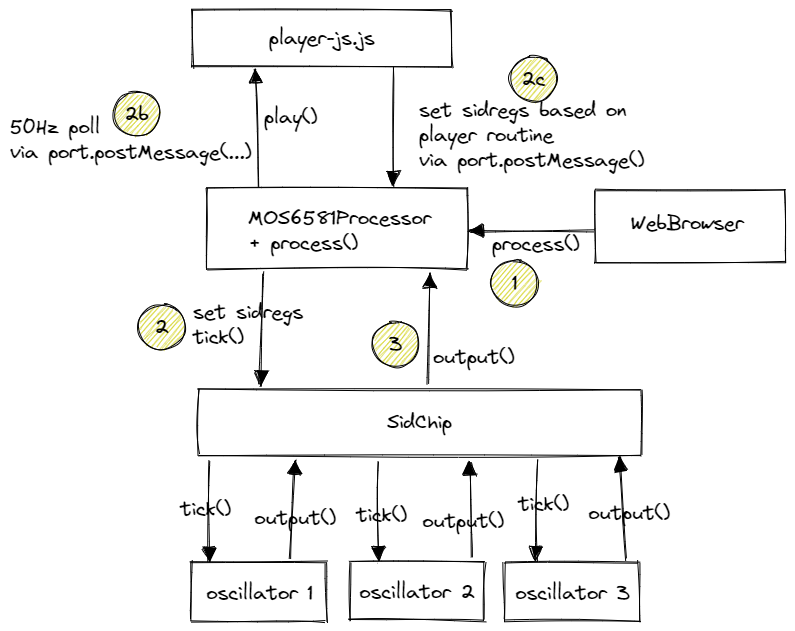 player-js.js
2b
50Hz poll
via port.postMessage(...)
play()
2c
set sidregs based on
player routine
via port.postMessage()
MOS6581Processor
+ process()
WebBrowser
process()
1
2
set sidregs
tick()
3
output()
SidChip
tick()
output()
tick()
output()
tick()
output()
oscillator 1
oscillator 2
oscillator 3